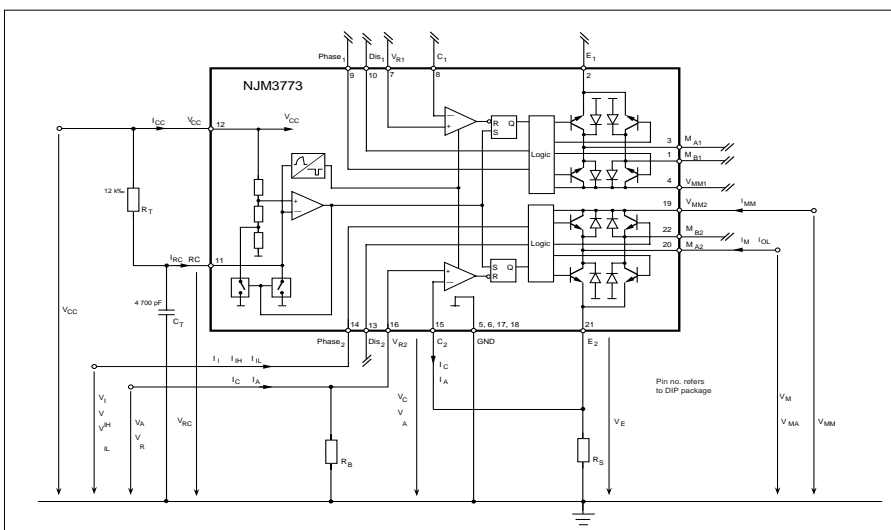 Phase1 Dis1 VR1 C1 E1
9 10 7 8 2
NJM3773
ICC VCC 12 VCC
R Q
S
Logic
3 MA1
1 MB1
4 VMM1
12 k‰
RT
19 VMM2 IMM
22 MB2
20 MA2 IM IOL
Logic
S Q
R
IRC RC 11
4 700 pF
CT
VCC
14 13 16 15 5, 6, 17, 18 21
Phase2 Dis2 VR2 C2 GND E2
II IIH IIL
IC IA
IC
IA
Pin no. refers
to DIP package
VI
VIH
VIL
VA
VR
VRC
VC
VA
VE
VM
VMA
VMM
RB
RS